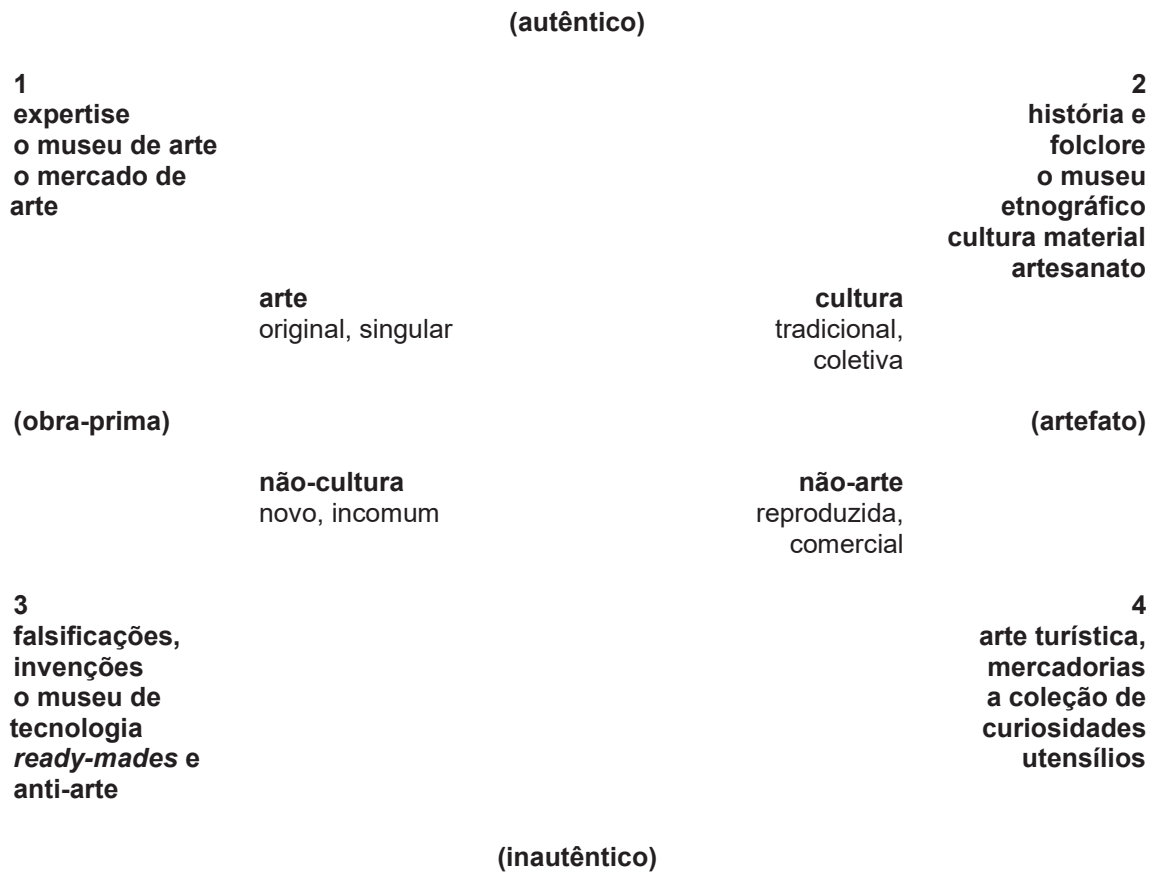 (autêntico)
1
expertise
o museu de arte
o mercado de
arte
2
história e
folclore
o museu
etnográfico
cultura material
artesanato
arte
original, singular
cultura
tradicional,
coletiva
(obra-prima)
(artefato)
não-cultura
novo, incomum
não-arte
reproduzida,
comercial
3
falsificações,
invenções
o museu de
tecnologia
ready-mades e
anti-arte
4
arte turística,
mercadorias
a coleção de
curiosidades
utensílios
(inautêntico)